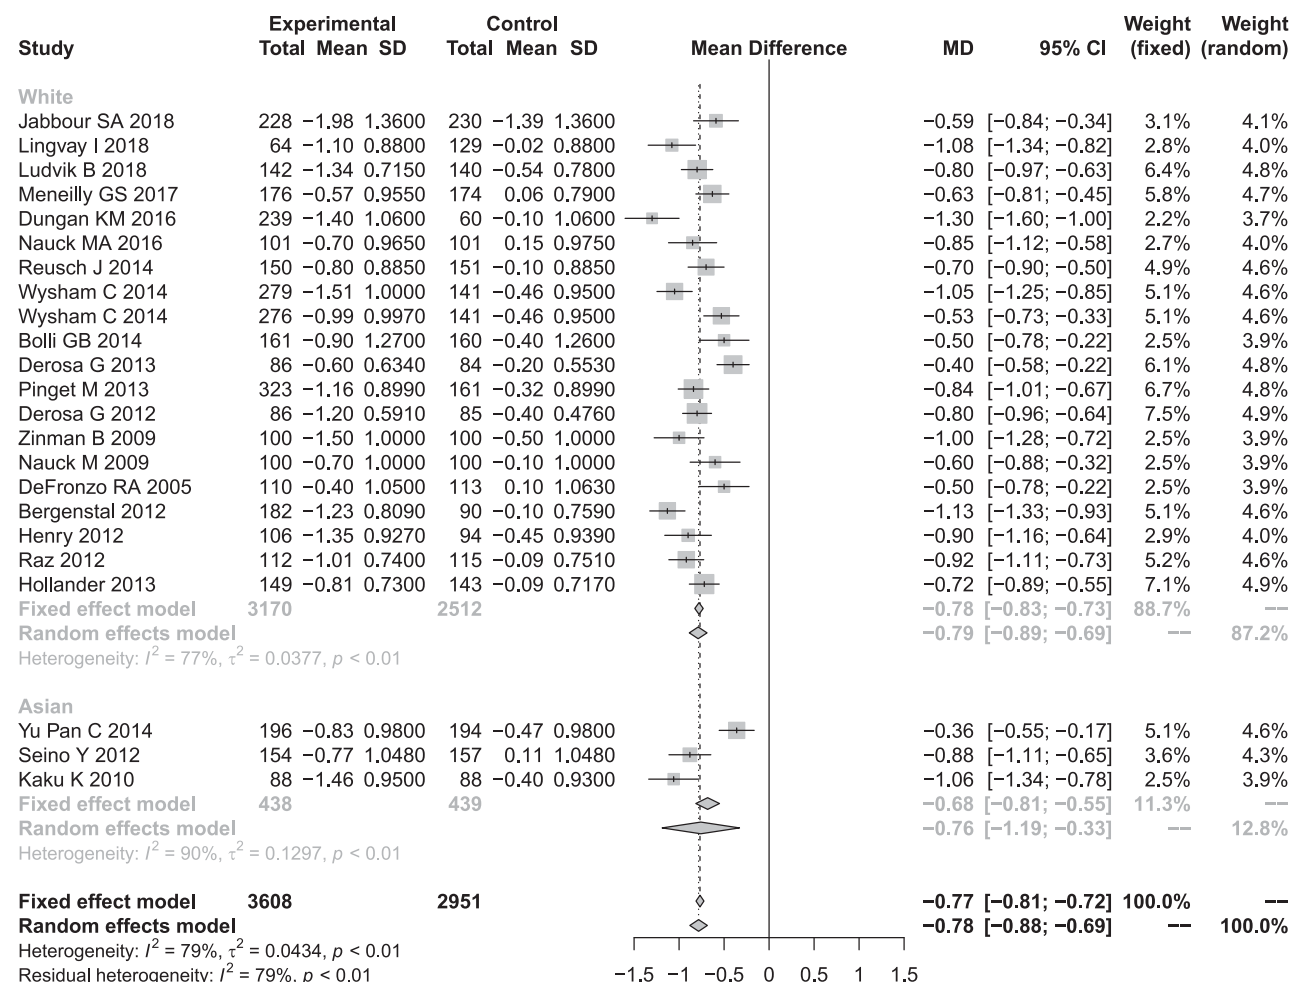 Experimental Control Weight Weight
Study Total Mean SD Total Mean SD Mean Difference MD 95% CI (fixed) (random)
White
Jabbour SA 2018 228 −1.98 1.3600 230 −1.39 1.3600 −0.59 [−0.84; −0.34] 3.1% 4.1%
Lingvay I 2018 64 −1.10 0.8800 129 −0.02 0.8800 −1.08 [−1.34; −0.82] 2.8% 4.0%
Ludvik B 2018 142 −1.34 0.7150 140 −0.54 0.7800 −0.80 [−0.97; −0.63] 6.4% 4.8%
Meneilly GS 2017 176 −0.57 0.9550 174 0.06 0.7900 −0.63 [−0.81; −0.45] 5.8% 4.7%
Dungan KM 2016 239 −1.40 1.0600 60 −0.10 1.0600 −1.30 [−1.60; −1.00] 2.2% 3.7%
Nauck MA 2016 101 −0.70 0.9650 101 0.15 0.9750 −0.85 [−1.12; −0.58] 2.7% 4.0%
Reusch J 2014 150 −0.80 0.8850 151 −0.10 0.8850 −0.70 [−0.90; −0.50] 4.9% 4.6%
Wysham C 2014 279 −1.51 1.0000 141 −0.46 0.9500 −1.05 [−1.25; −0.85] 5.1% 4.6%
Wysham C 2014 276 −0.99 0.9970 141 −0.46 0.9500 −0.53 [−0.73; −0.33] 5.1% 4.6%
Bolli GB 2014 161 −0.90 1.2700 160 −0.40 1.2600 −0.50 [−0.78; −0.22] 2.5% 3.9%
Derosa G 2013 86 −0.60 0.6340 84 −0.20 0.5530 −0.40 [−0.58; −0.22] 6.1% 4.8%
Pinget M 2013 323 −1.16 0.8990 161 −0.32 0.8990 −0.84 [−1.01; −0.67] 6.7% 4.8%
Derosa G 2012 86 −1.20 0.5910 85 −0.40 0.4760 −0.80 [−0.96; −0.64] 7.5% 4.9%
Zinman B 2009 100 −1.50 1.0000 100 −0.50 1.0000 −1.00 [−1.28; −0.72] 2.5% 3.9%
Nauck M 2009 100 −0.70 1.0000 100 −0.10 1.0000 −0.60 [−0.88; −0.32] 2.5% 3.9%
DeFronzo RA 2005 110 −0.40 1.0500 113 0.10 1.0630 −0.50 [−0.78; −0.22] 2.5% 3.9%
Bergenstal 2012 182 −1.23 0.8090 90 −0.10 0.7590 −1.13 [−1.33; −0.93] 5.1% 4.6%
Henry 2012 106 −1.35 0.9270 94 −0.45 0.9390 −0.90 [−1.16; −0.64] 2.9% 4.0%
Raz 2012 112 −1.01 0.7400 115 −0.09 0.7510 −0.92 [−1.11; −0.73] 5.2% 4.6%
Hollander 2013 149 −0.81 0.7300 143 −0.09 0.7170 −0.72 [−0.89; −0.55] 7.1% 4.9%
Fixed effect model 3170 2512 −0.78 [−0.83; −0.73] 88.7% −−
Random effects model −0.79 [−0.89; −0.69] −− 87.2%
Heterogeneity: I² = 77%, τ² = 0.0377, p < 0.01
Asian
Yu Pan C 2014 196 −0.83 0.9800 194 −0.47 0.9800 −0.36 [−0.55; −0.17] 5.1% 4.6%
Seino Y 2012 154 −0.77 1.0480 157 0.11 1.0480 −0.88 [−1.11; −0.65] 3.6% 4.3%
Kaku K 2010 88 −1.46 0.9500 88 −0.40 0.9300 −1.06 [−1.34; −0.78] 2.5% 3.9%
Fixed effect model 438 439 −0.68 [−0.81; −0.55] 11.3% −−
Random effects model −0.76 [−1.19; −0.33] −− 12.8%
Heterogeneity: I² = 90%, τ² = 0.1297, p < 0.01
Fixed effect model 3608 2951 −0.77 [−0.81; −0.72] 100.0% −−
Random effects model −0.78 [−0.88; −0.69] −− 100.0%
Heterogeneity: I² = 79%, τ² = 0.0434, p < 0.01
Residual heterogeneity: I² = 79%, p < 0.01 −1.5 −1 −0.5 0 0.5 1 1.5